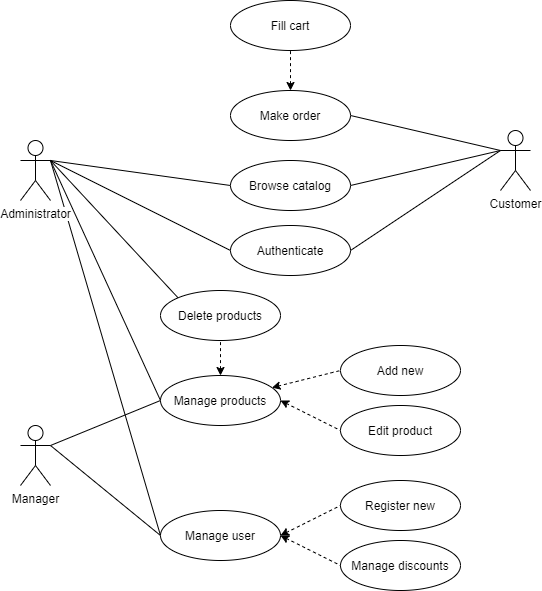 Fill cart
Make order
Browse catalog
Administrator
Customer
Authenticate
Delete products
Add new
Manage products
Edit product
Manager
Register new
Manage user
Manage discounts